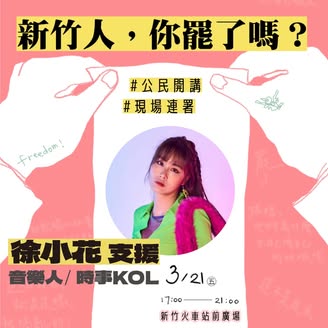 新竹人，你罷了嗎？
#公民開講
#現場連署
freedom!
徐小花 支援
音樂人/ 時事KOL
3/21 五
17:00 —— 21:00
新竹火車站前廣場